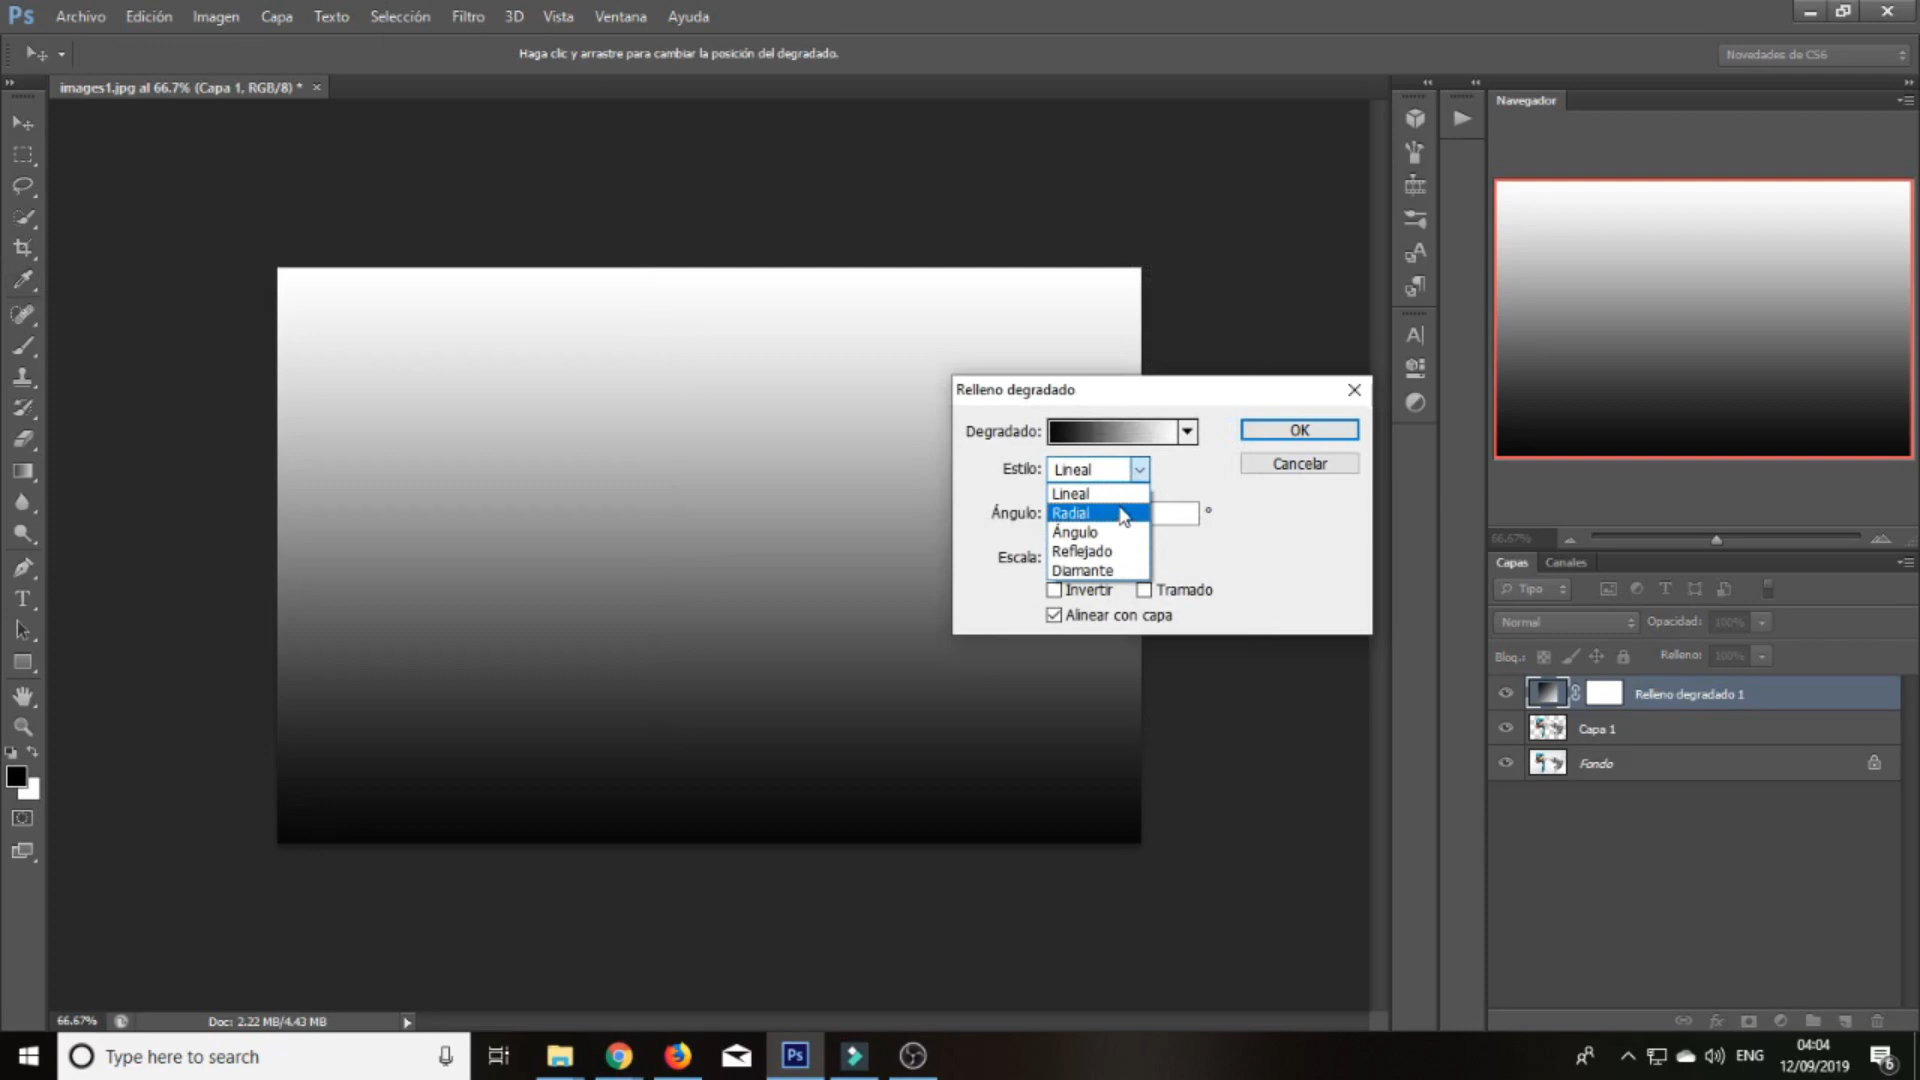 Ps Archivo Edición Imagen Capa Texto Selección Filtro 3D Vista Ventana Ayuda
Haga clic y arrastre para cambiar la posición del degradado.
Novedades de CS6
images1.jpg al 66.7% (Capa 1, RGB/8) * ×
Navegador
Relleno degradado
Degradado:
OK
Estilo: Lineal
Cancelar
Lineal
Ángulo: Radial °
Ángulo
Reflejado
Escala:
Diamante
Invertir Tramado
Alinear con capa
66.67%
Capas Canales
Tipo
Normal Opacidad: 100%
Bloq.: Relleno: 100%
Relleno degradado 1
Capa 1
Fondo
66.67% Doc: 2.22 MB/4.43 MB
Type here to search
Ps
ENG
04:04
12/09/2019
6